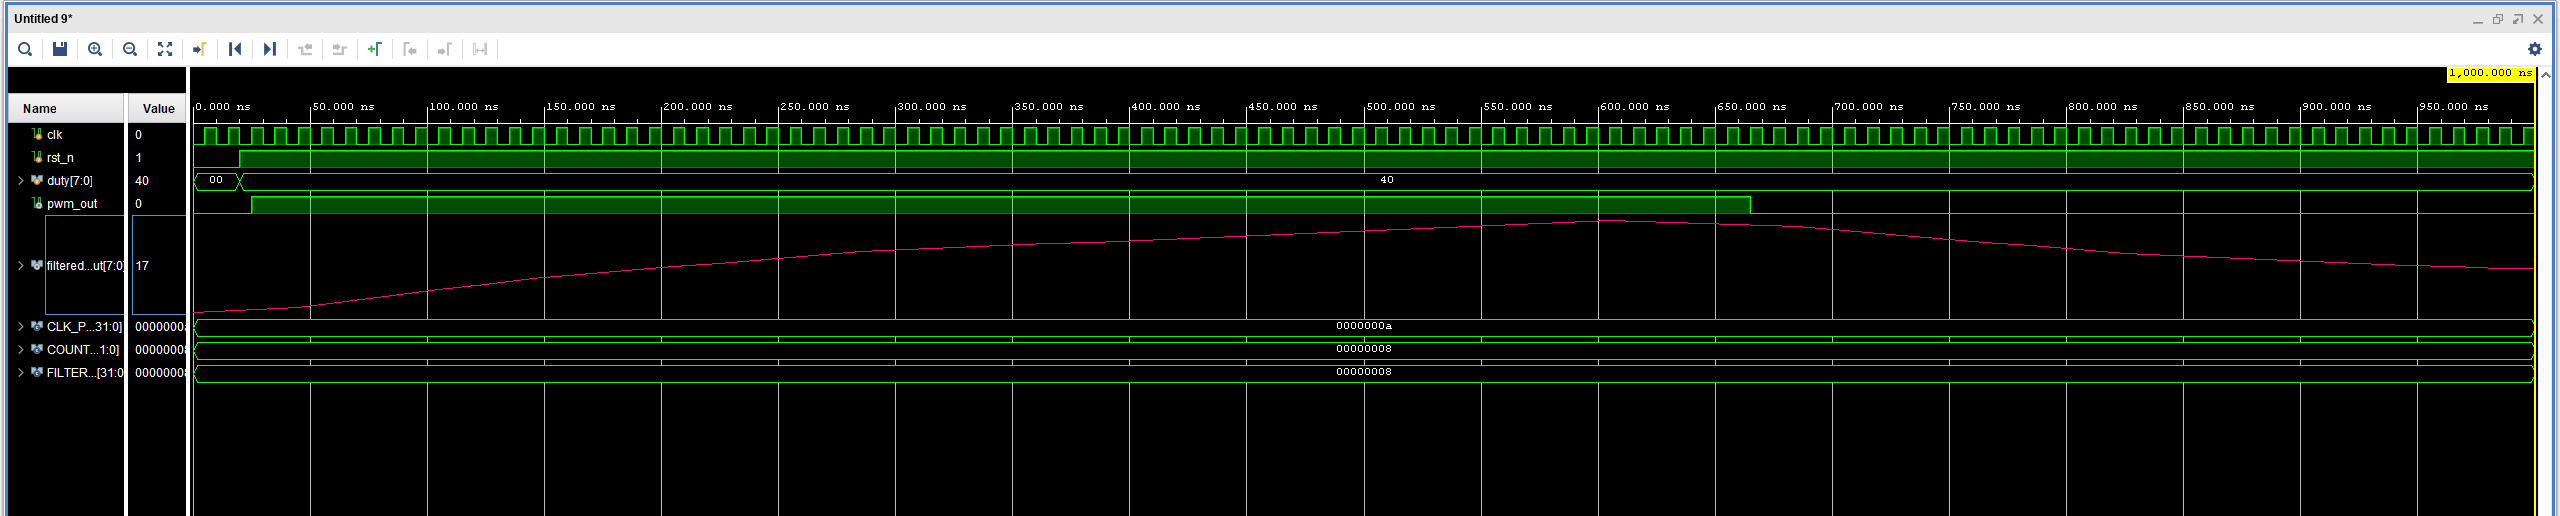 Untitled 9*
1,000.000 ns
Name Value
0.000 ns 50.000 ns 100.000 ns 150.000 ns 200.000 ns 250.000 ns 300.000 ns 350.000 ns 400.000 ns 450.000 ns 500.000 ns 550.000 ns 600.000 ns 650.000 ns 700.000 ns 750.000 ns 800.000 ns 850.000 ns 900.000 ns 950.000 ns
clk 0
rst_n 1
duty[7:0] 40 00 40
pwm_out 0
filtered...ut[7:0] 17
CLK_P...31:0] 0000000a 0000000a
COUNT...1:0] 00000008 00000008
FILTER...[31:0 00000008 00000008